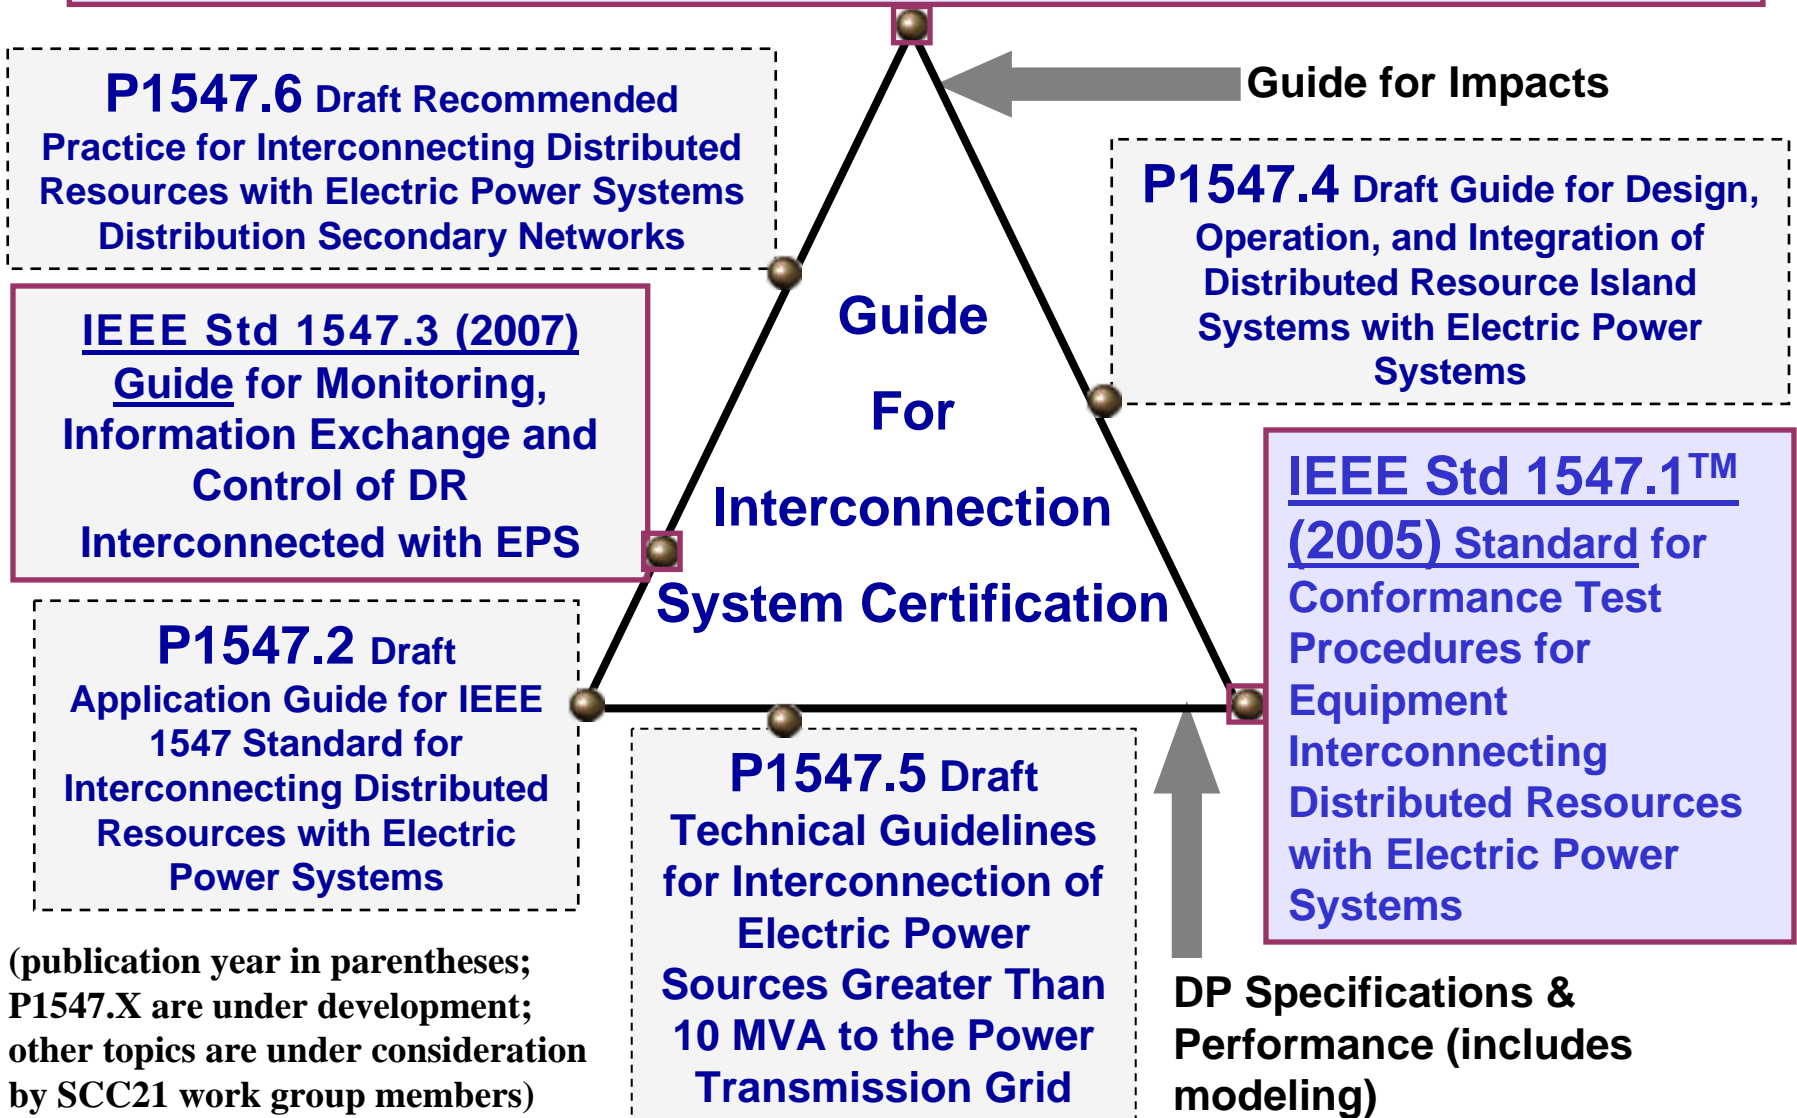 Guide for Impacts
P1547.6 Draft Recommended
Practice for Interconnecting Distributed
Resources with Electric Power Systems
Distribution Secondary Networks
P1547.4 Draft Guide for Design,
Operation, and Integration of
Distributed Resource Island
Systems with Electric Power
Systems
IEEE Std 1547.3 (2007)
Guide for Monitoring,
Information Exchange and
Control of DR
Interconnected with EPS
Guide
For
Interconnection
System Certification
IEEE Std 1547.1™
(2005) Standard for
Conformance Test
Procedures for
Equipment
Interconnecting
Distributed Resources
with Electric Power
Systems
P1547.2 Draft
Application Guide for IEEE
1547 Standard for
Interconnecting Distributed
Resources with Electric
Power Systems
P1547.5 Draft
Technical Guidelines
for Interconnection of
Electric Power
Sources Greater Than
10 MVA to the Power
Transmission Grid
(publication year in parentheses;
P1547.X are under development;
other topics are under consideration
by SCC21 work group members)
DP Specifications &
Performance (includes
modeling)